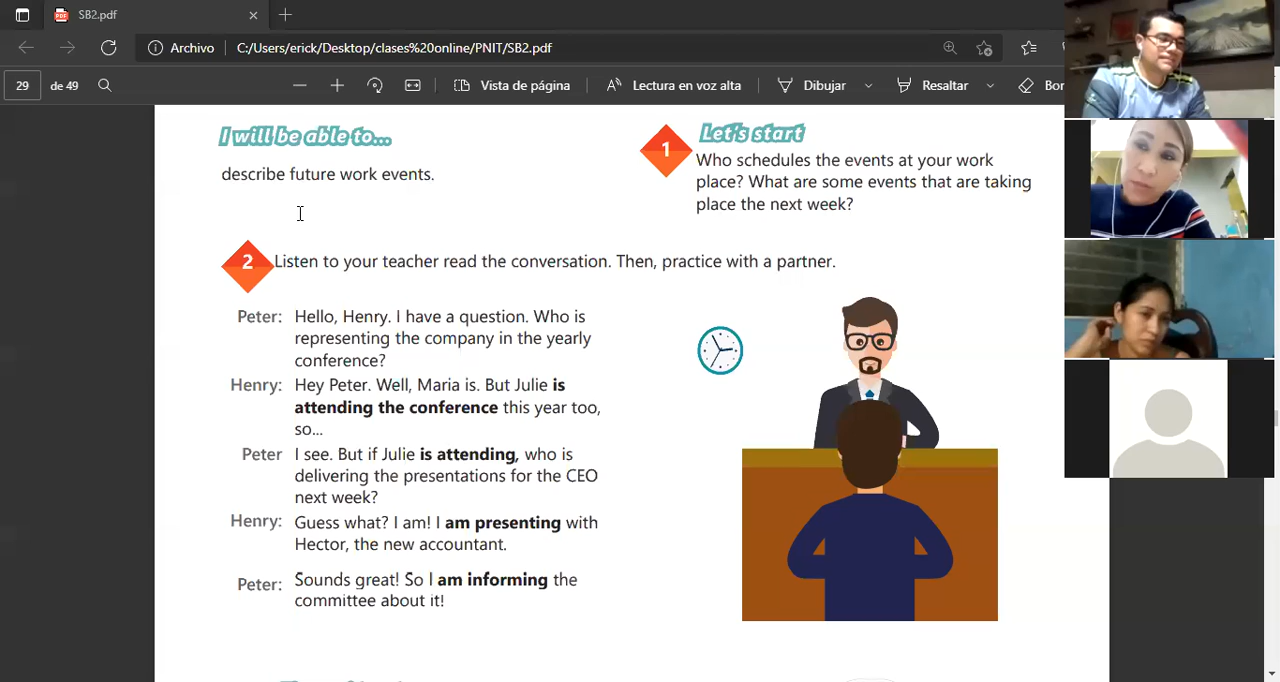 SB2.pdf
Archivo C:/Users/erick/Desktop/clases%20online/PNIT/SB2.pdf
29 de 49 Vista de página Lectura en voz alta Dibujar Resaltar
I will be able to...
describe future work events.
1 Let's start
Who schedules the events at your work
place? What are some events that are taking
place the next week?
2 Listen to your teacher read the conversation. Then, practice with a partner.
Peter: Hello, Henry. I have a question. Who is
representing the company in the yearly
conference?
Henry: Hey Peter. Well, Maria is. But Julie is
attending the conference this year too,
so...
Peter I see. But if Julie is attending, who is
delivering the presentations for the CEO
next week?
Henry: Guess what? I am! I am presenting with
Hector, the new accountant.
Peter: Sounds great! So I am informing the
committee about it!